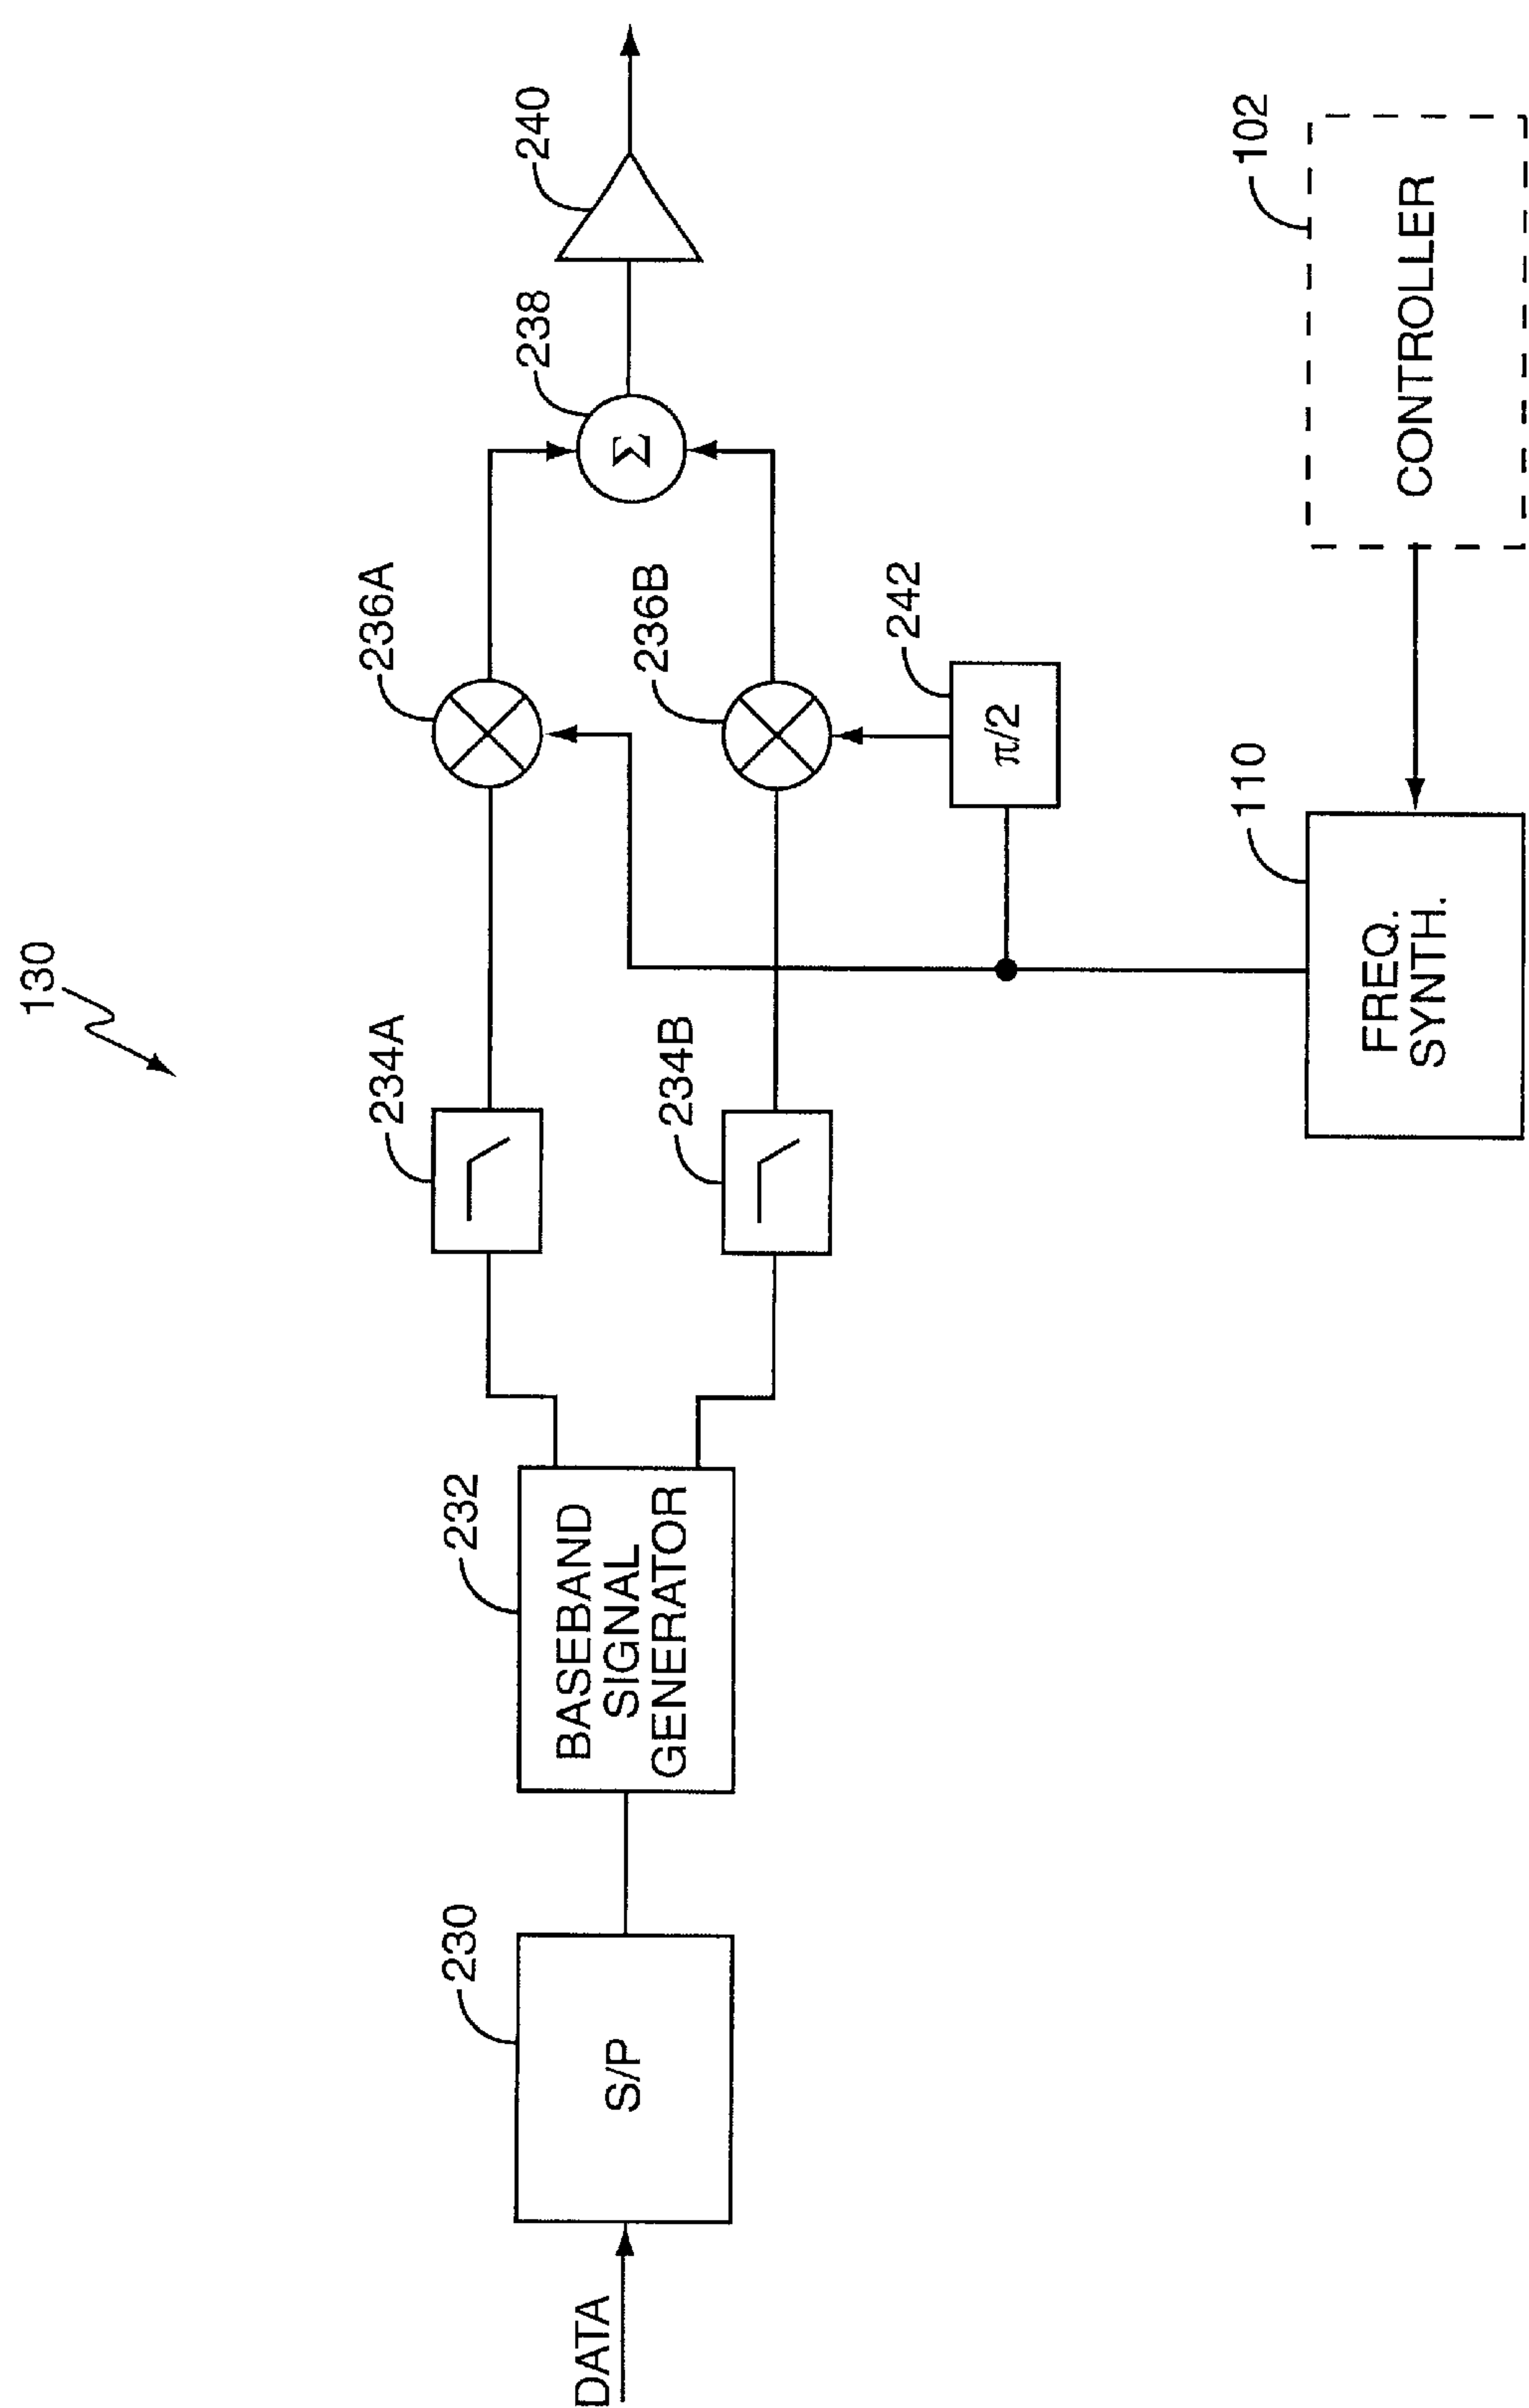 130
DATA
S/P
230
BASEBAND
SIGNAL
GENERATOR
232
234A
234B
236A
236B
π/2
242
Σ
238
240
FREQ.
SYNTH.
110
CONTROLLER
102